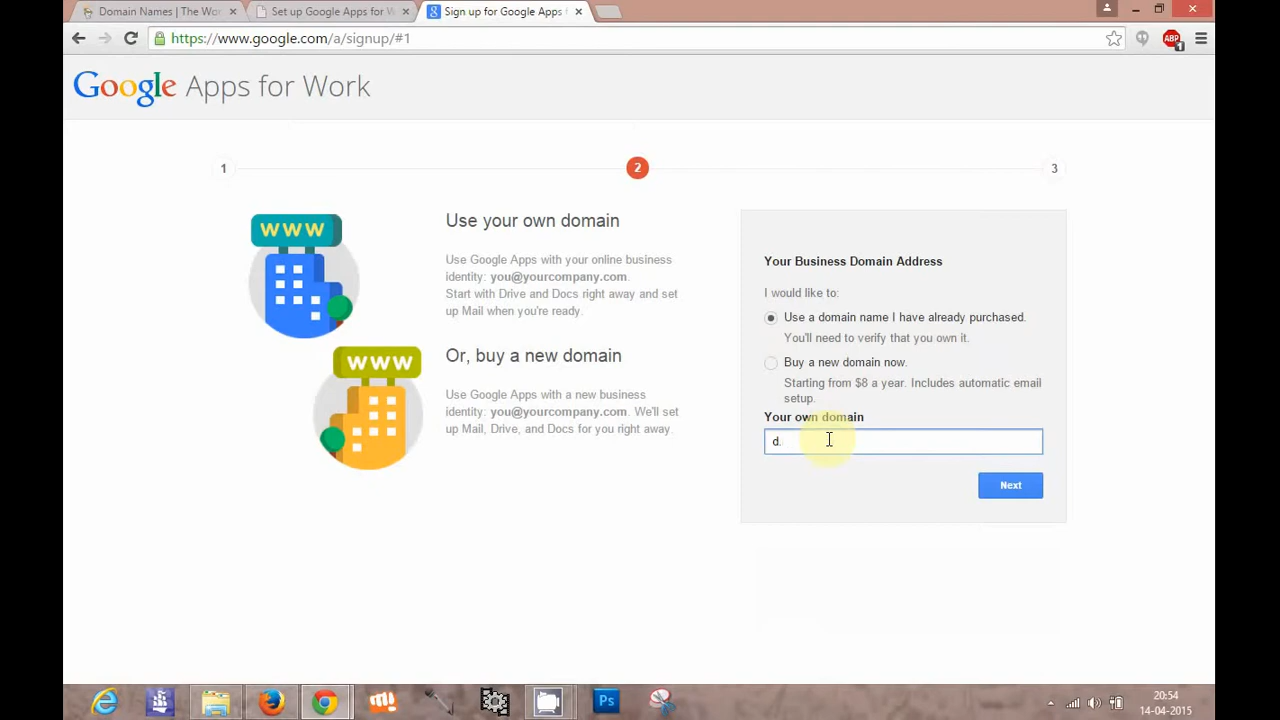 Domain Names | The Wo
Set up Google Apps for W
Sign up for Google Apps
https://www.google.com/a/signup/#1
ABP
1
Google Apps for Work
1
2
3
WWW
Use your own domain
Use Google Apps with your online business
identity: you@yourcompany.com.
Start with Drive and Docs right away and set
up Mail when you're ready.
WWW
Or, buy a new domain
Use Google Apps with a new business
identity: you@yourcompany.com. We'll set
up Mail, Drive, and Docs for you right away.
Your Business Domain Address
I would like to:
Use a domain name I have already purchased.
You'll need to verify that you own it.
Buy a new domain now.
Starting from $8 a year. Includes automatic email
setup.
Your own domain
d.
Next
Ps
20:54
14-04-2015